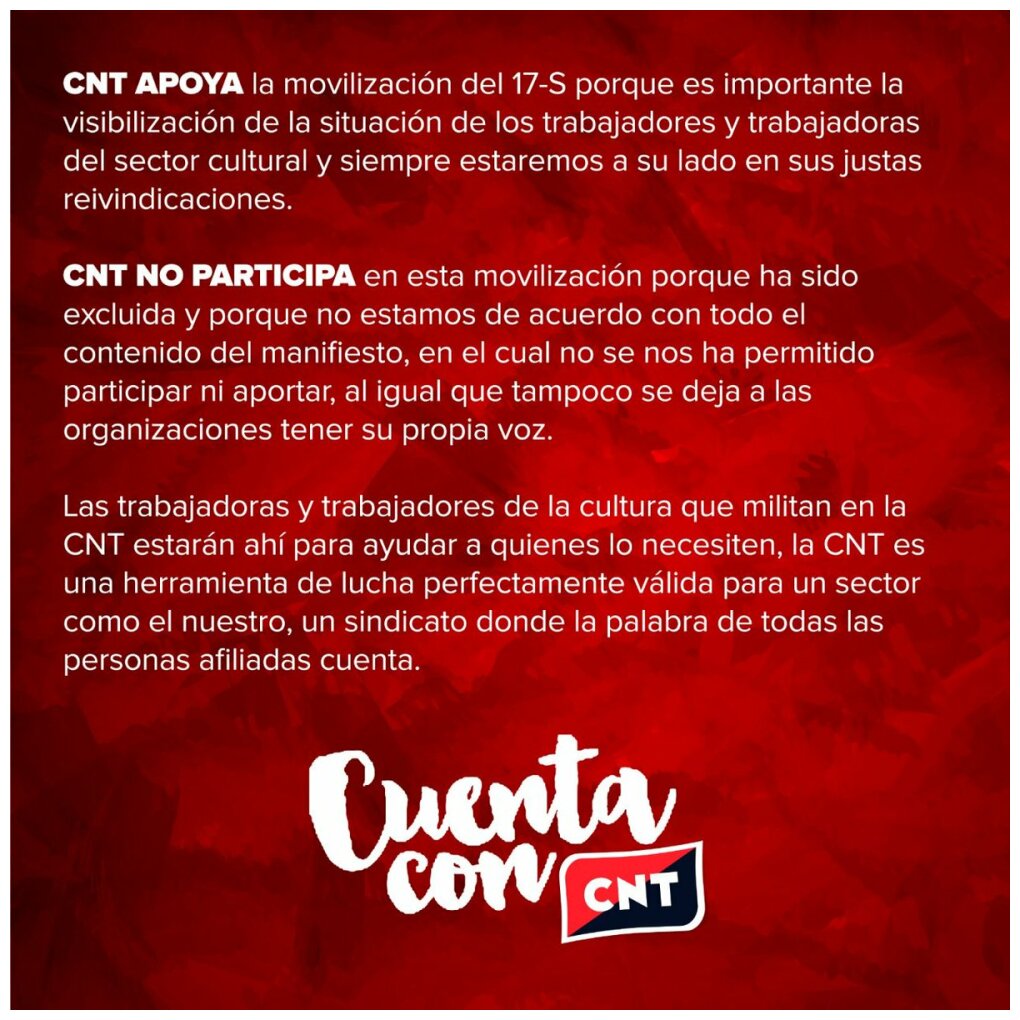 CNT APOYA la movilización del 17-S porque es importante la
visibilización de la situación de los trabajadores y trabajadoras
del sector cultural y siempre estaremos a su lado en sus justas
reivindicaciones.
CNT NO PARTICIPA en esta movilización porque ha sido
excluida y porque no estamos de acuerdo con todo el
contenido del manifiesto, en el cual no se nos ha permitido
participar ni aportar, al igual que tampoco se deja a las
organizaciones tener su propia voz.
Las trabajadoras y trabajadores de la cultura que militan en la
CNT estarán ahí para ayudar a quienes lo necesiten, la CNT es
una herramienta de lucha perfectamente válida para un sector
como el nuestro, un sindicato donde la palabra de todas las
personas afiliadas cuenta.
Cuenta
con CNT